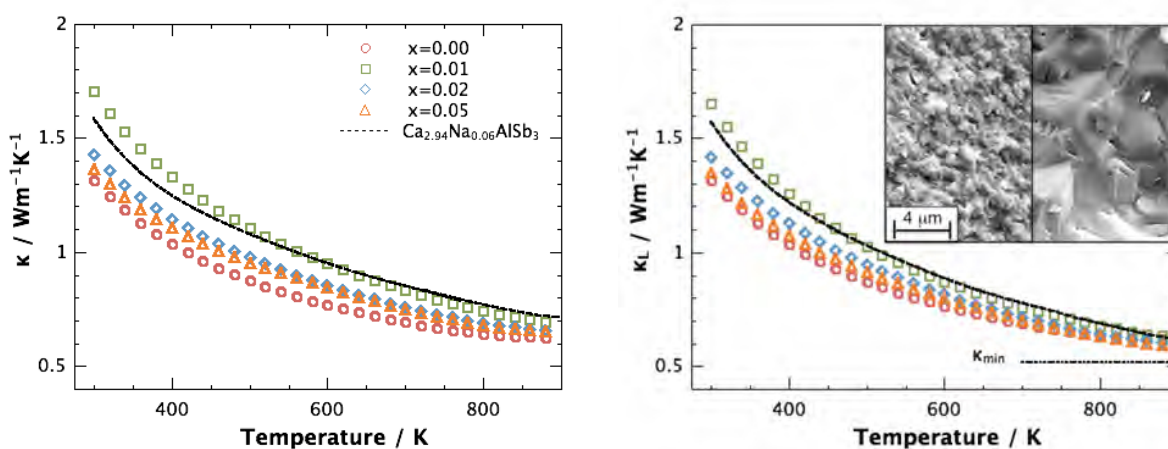 2
1.5
1
0.5
κ / Wm⁻¹K⁻¹
x=0.00
x=0.01
x=0.02
x=0.05
Ca₂.₉₄Na₀.₀₆AlSb₃
400
600
800
Temperature / K
2
1.5
1
0.5
κL / Wm⁻¹K⁻¹
4 μm
κmin
400
600
800
Temperature / K